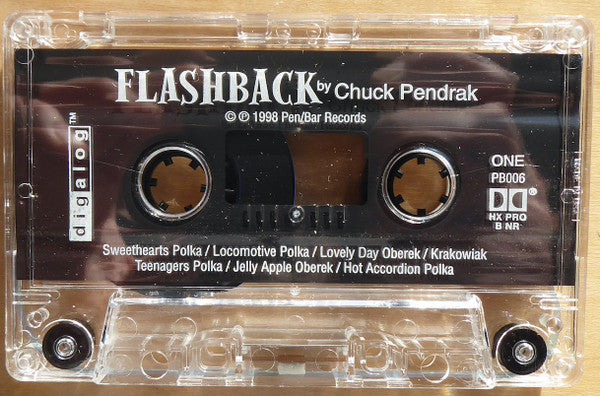 FLASHBACK by Chuck Pendrak
© ℗ 1998 Pen/Bar Records
digalog™
ONE
PB006
HX PRO
B NR
Sweethearts Polka / Locomotive Polka / Lovely Day Oberek / Krakowiak
Teenagers Polka / Jelly Apple Oberek / Hot Accordion Polka